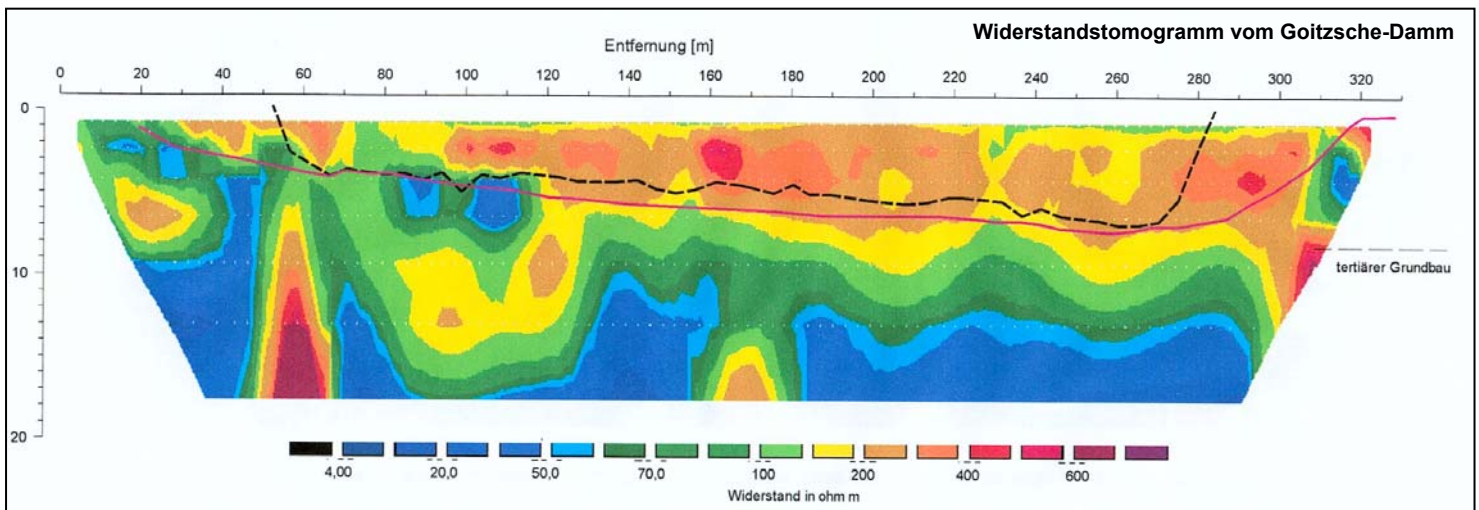 Widerstandstomogramm vom Goitzsche-Damm
Entfernung [m]
0 20 40 60 80 100 120 140 160 180 200 220 240 260 280 300 320
0
10
tertiärer Grundbau
20
4,00 20,0 50,0 70,0 100 200 400 600
Widerstand in ohm m